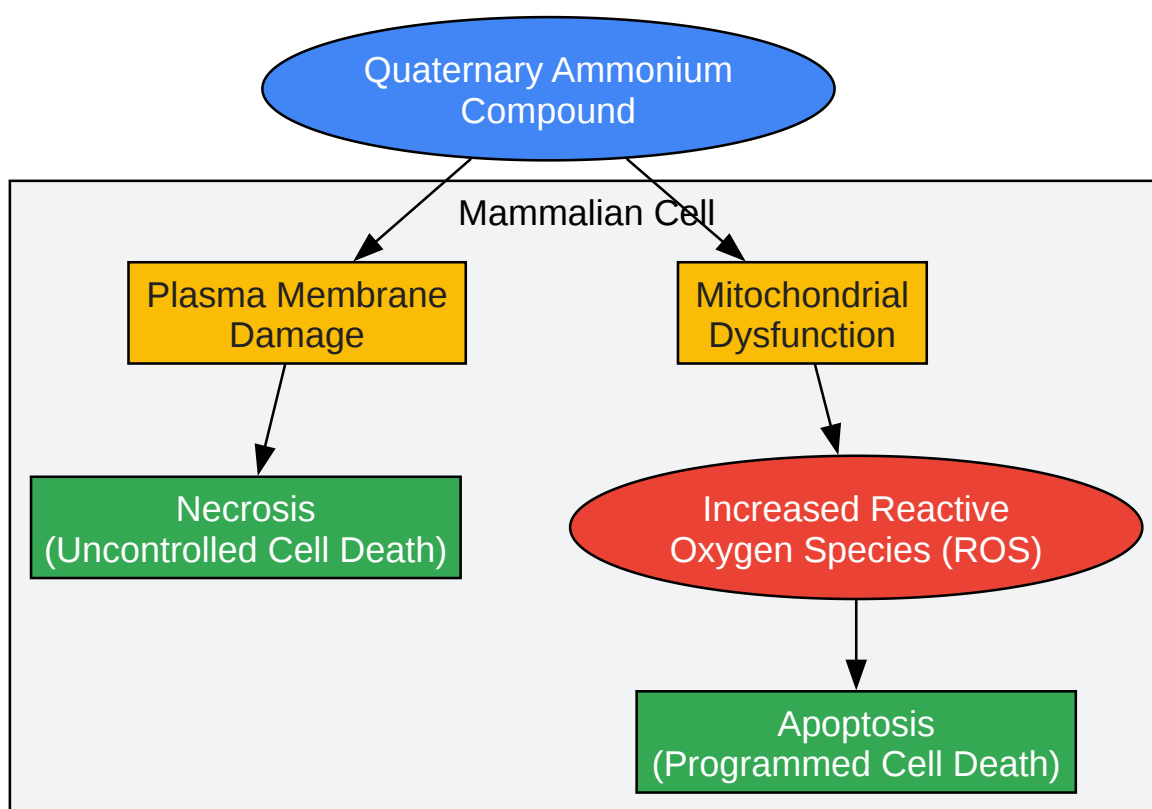 Quaternary Ammonium
Compound
Mammalian Cell
Plasma Membrane
Damage
Mitochondrial
Dysfunction
Necrosis
(Uncontrolled Cell Death)
Increased Reactive
Oxygen Species (ROS)
Apoptosis
(Programmed Cell Death)